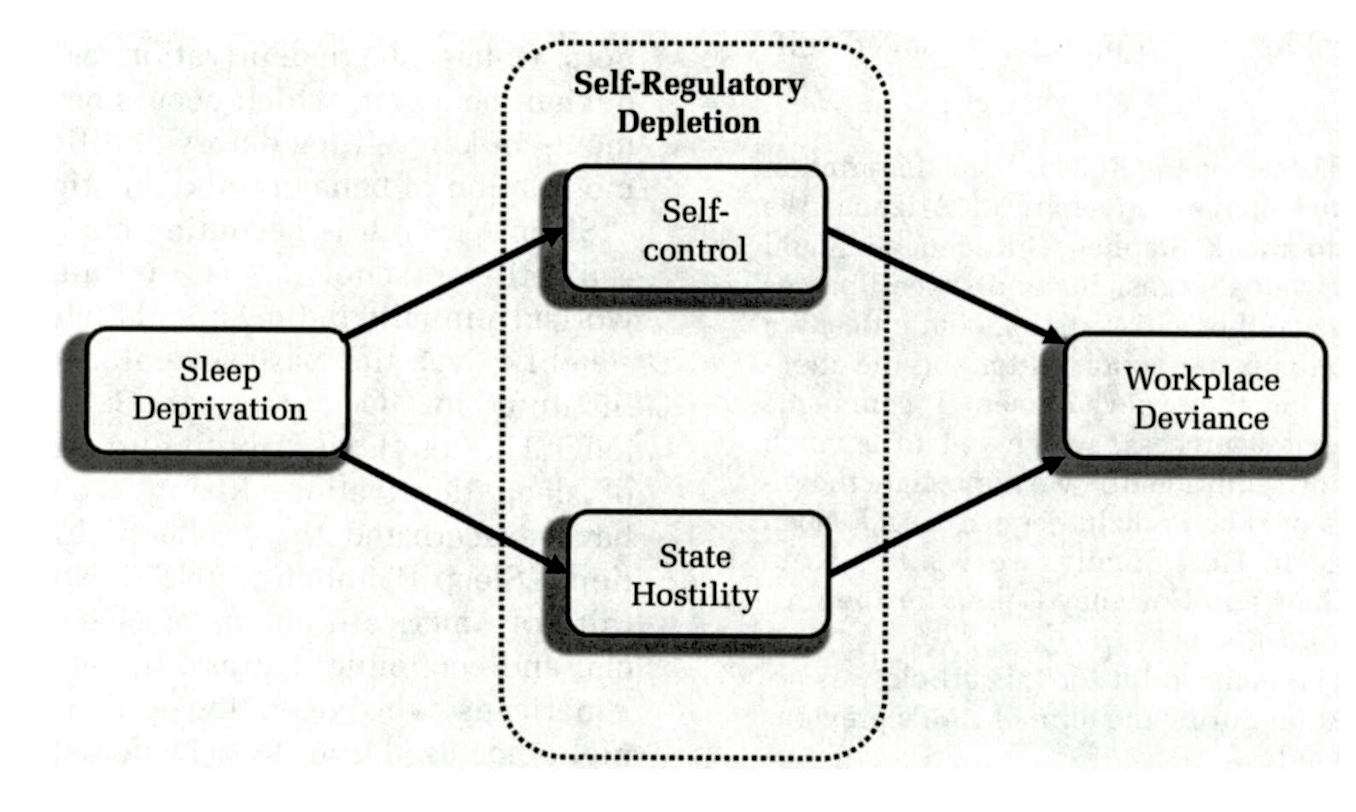 Self-Regulatory
Depletion
Self-
control
Sleep
Deprivation
Workplace
Deviance
State
Hostility